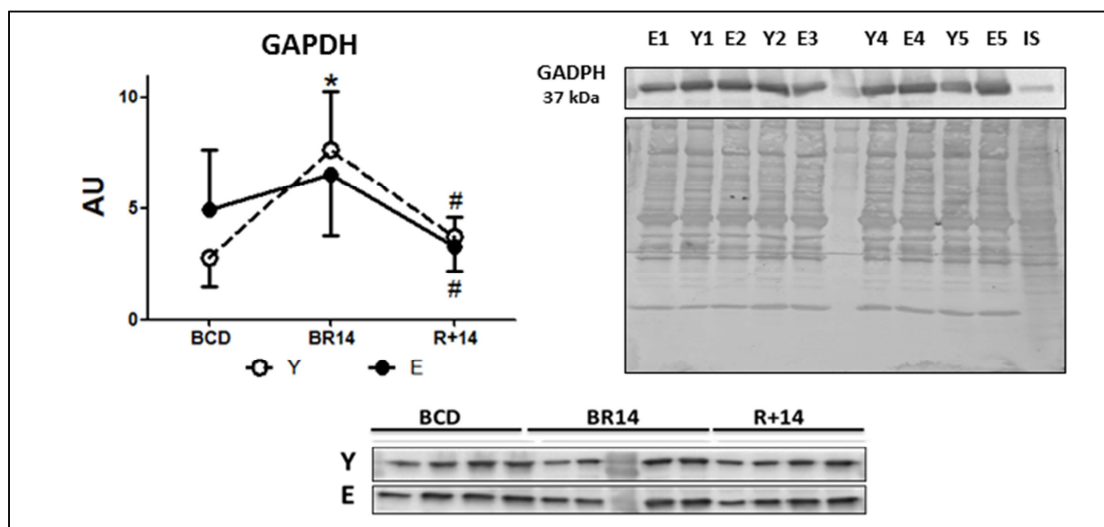 GAPDH
10
5
0
AU
*
#
#
BCD BR14 R+14
Y E
E1 Y1 E2 Y2 E3 Y4 E4 Y5 E5 IS
GADPH
37 kDa
BCD BR14 R+14
Y
E